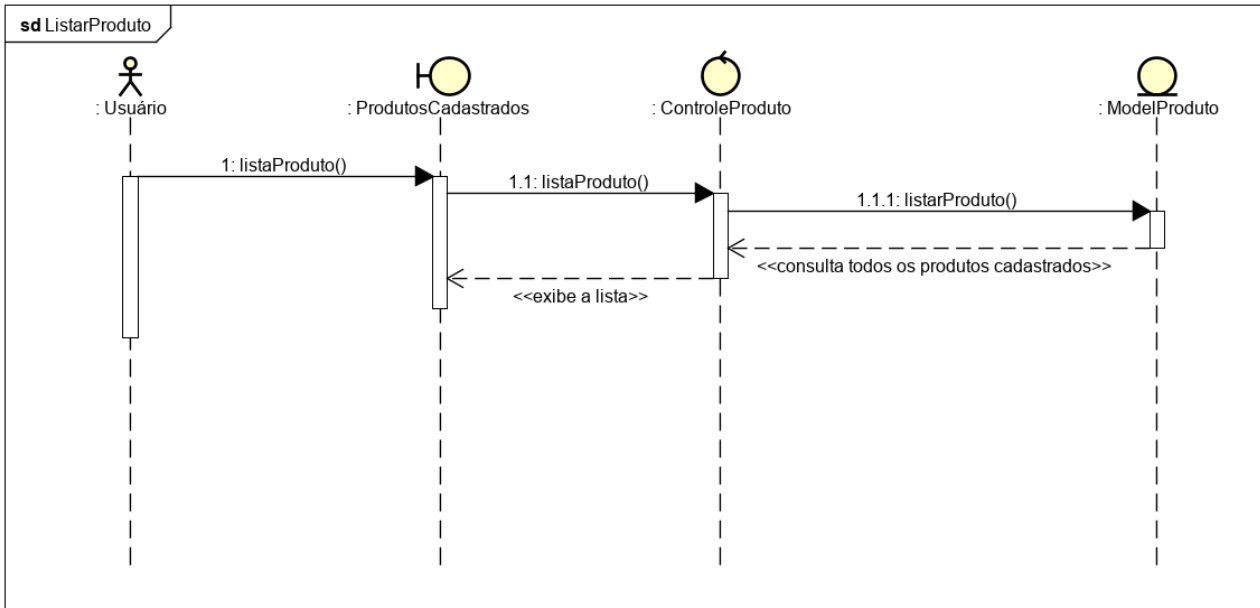 sd ListarProduto
: Usuário
: ProdutosCadastrados
: ControleProduto
: ModelProduto
1: listaProduto()
1.1: listaProduto()
1.1.1: listarProduto()
<<consulta todos os produtos cadastrados>>
<<exibe a lista>>